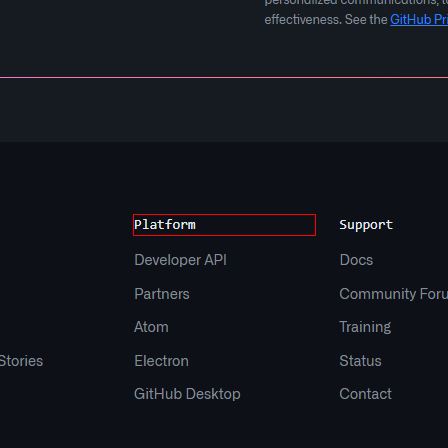 effectiveness. See the GitHub Pri
Platform
Developer API
Partners
Atom
Electron
GitHub Desktop
Stories
Support
Docs
Community Foru
Training
Status
Contact